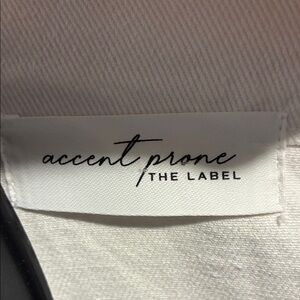 accent prone
THE LABEL